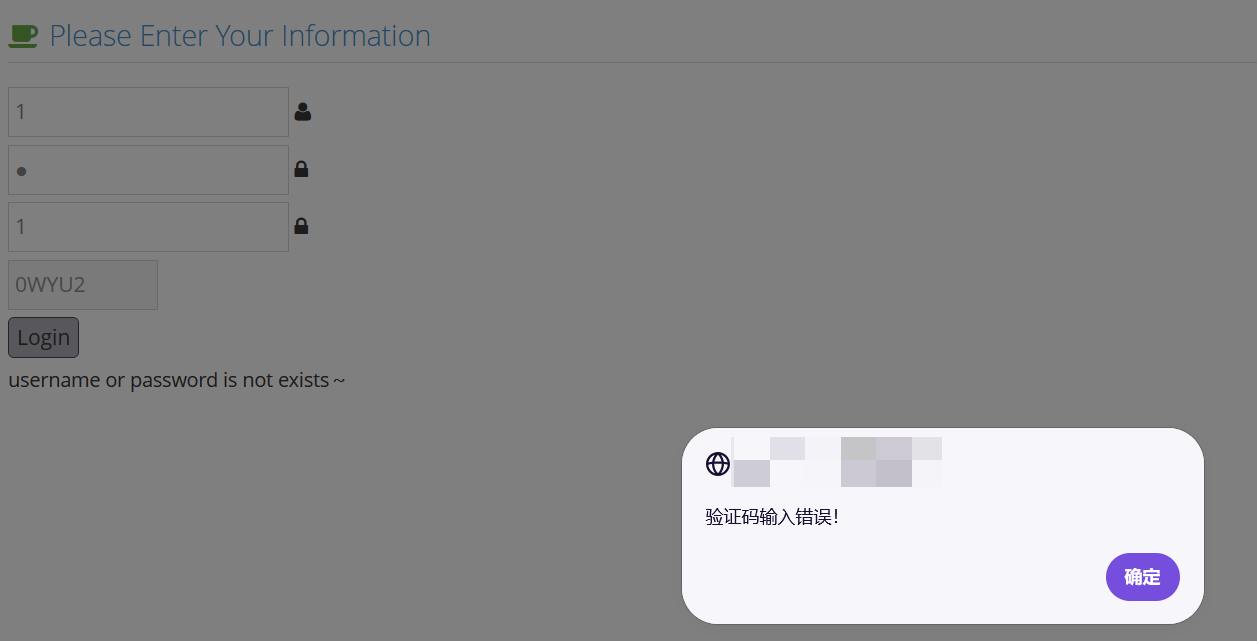 Please Enter Your Information
1
1
0WYU2
Login
username or password is not exists ~
验证码输入错误!
确定